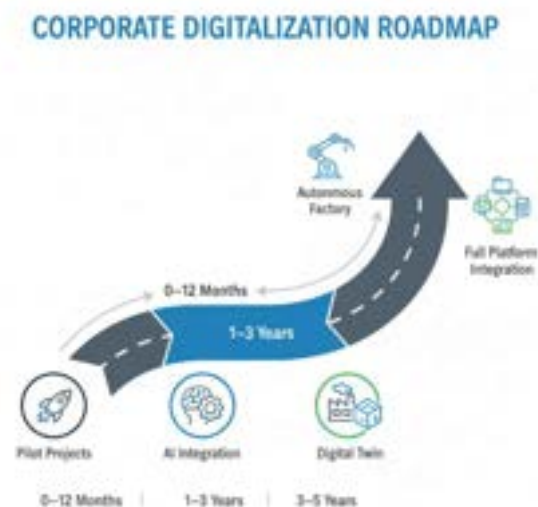 CORPORATE DIGITALIZATION ROADMAP
Autonmous
Factory
Full Platform
Integration
0–12 Months
1–3 Years
Pilot Projects
AI Integration
Digital Twin
0–12 Months
1–3 Years
3–5 Years